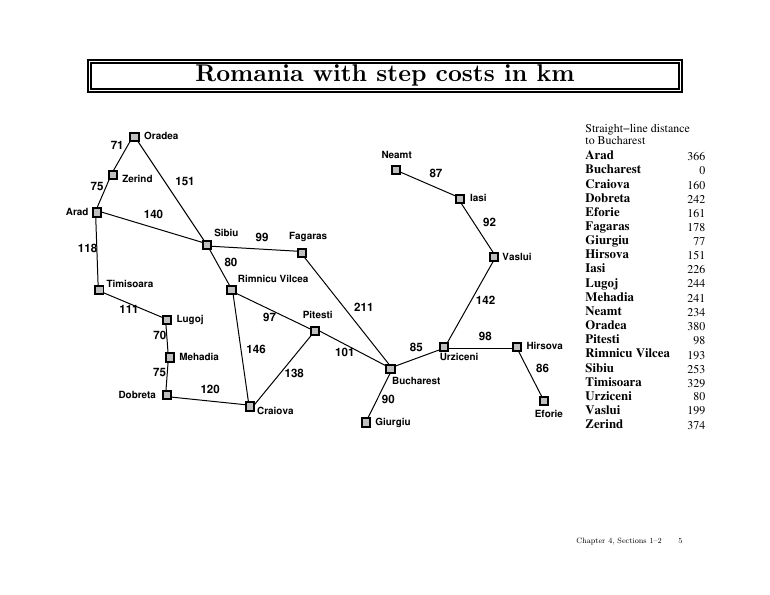 Romania with step costs in km
Oradea
71
Neamt
87
Zerind
75
151
Iasi
Arad
140
92
Sibiu
99
Fagaras
118
Vaslui
80
Timisoara
Rimnicu Vilcea
142
111
Lugoj
97
Pitesti
211
70
98
Hirsova
85
146
101
Urziceni
Mehadia
75
138
86
Bucharest
120
Dobreta
90
Craiova
Eforie
Giurgiu
Straight−line distance
to Bucharest
Arad 366
Bucharest 0
Craiova 160
Dobreta 242
Eforie 161
Fagaras 178
Giurgiu 77
Hirsova 151
Iasi 226
Lugoj 244
Mehadia 241
Neamt 234
Oradea 380
Pitesti 98
Rimnicu Vilcea 193
Sibiu 253
Timisoara 329
Urziceni 80
Vaslui 199
Zerind 374
Chapter 4, Sections 1–2 5